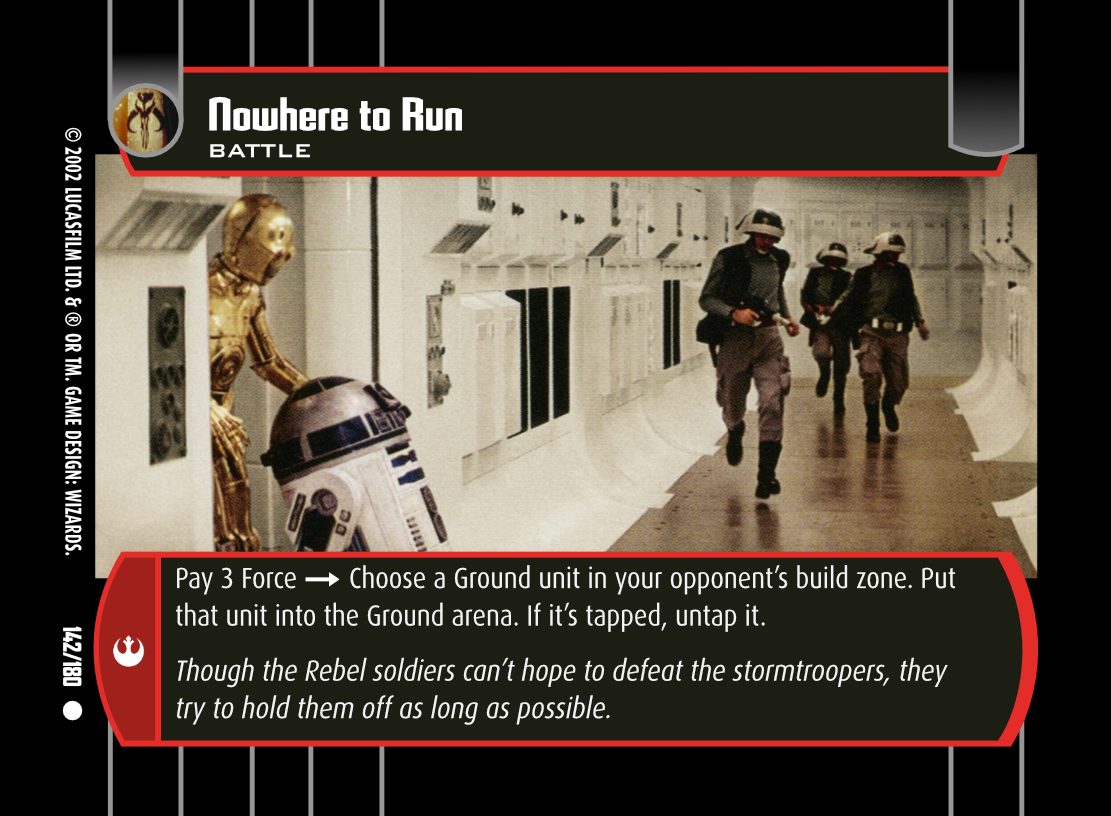 Nowhere to Run
BATTLE
Pay 3 Force → Choose a Ground unit in your opponent's build zone. Put
that unit into the Ground arena. If it's tapped, untap it.
Though the Rebel soldiers can't hope to defeat the stormtroopers, they
try to hold them off as long as possible.
© 2002 LUCASFILM LTD. & ® OR TM. GAME DESIGN: WIZARDS.
142/180